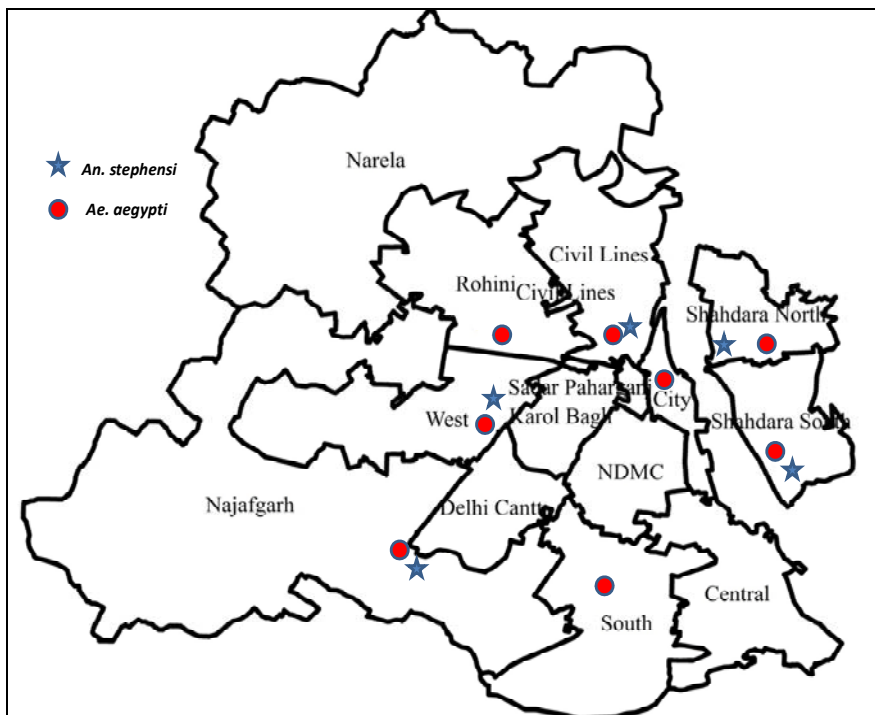 Narela
An. stephensi
Ae. aegypti
Civil Lines
Rohini
Civil Lines
Shahdara North
Sadar Paharganj
West
Karol Bagh
City
Shahdara South
NDMC
Najafgarh
Delhi Cantt
Central
South